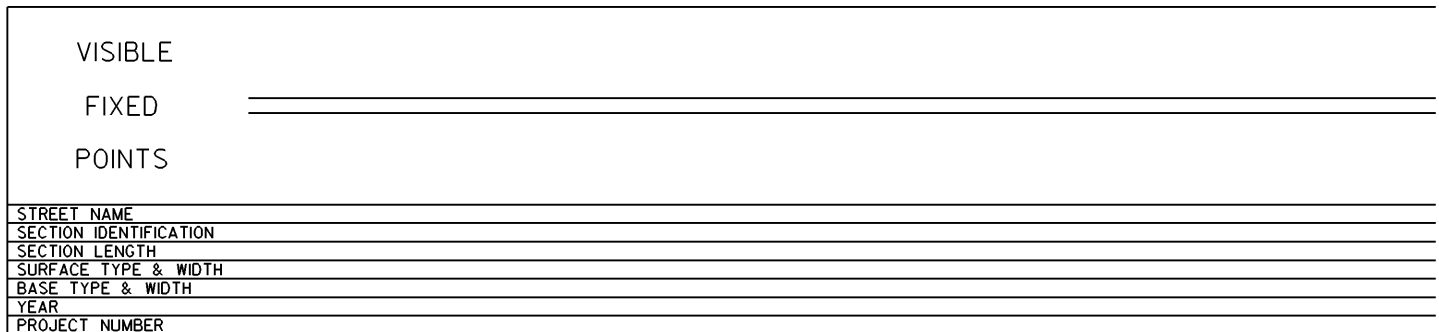 VISIBLE
FIXED
POINTS
STREET NAME
SECTION IDENTIFICATION
SECTION LENGTH
SURFACE TYPE & WIDTH
BASE TYPE & WIDTH
YEAR
PROJECT NUMBER